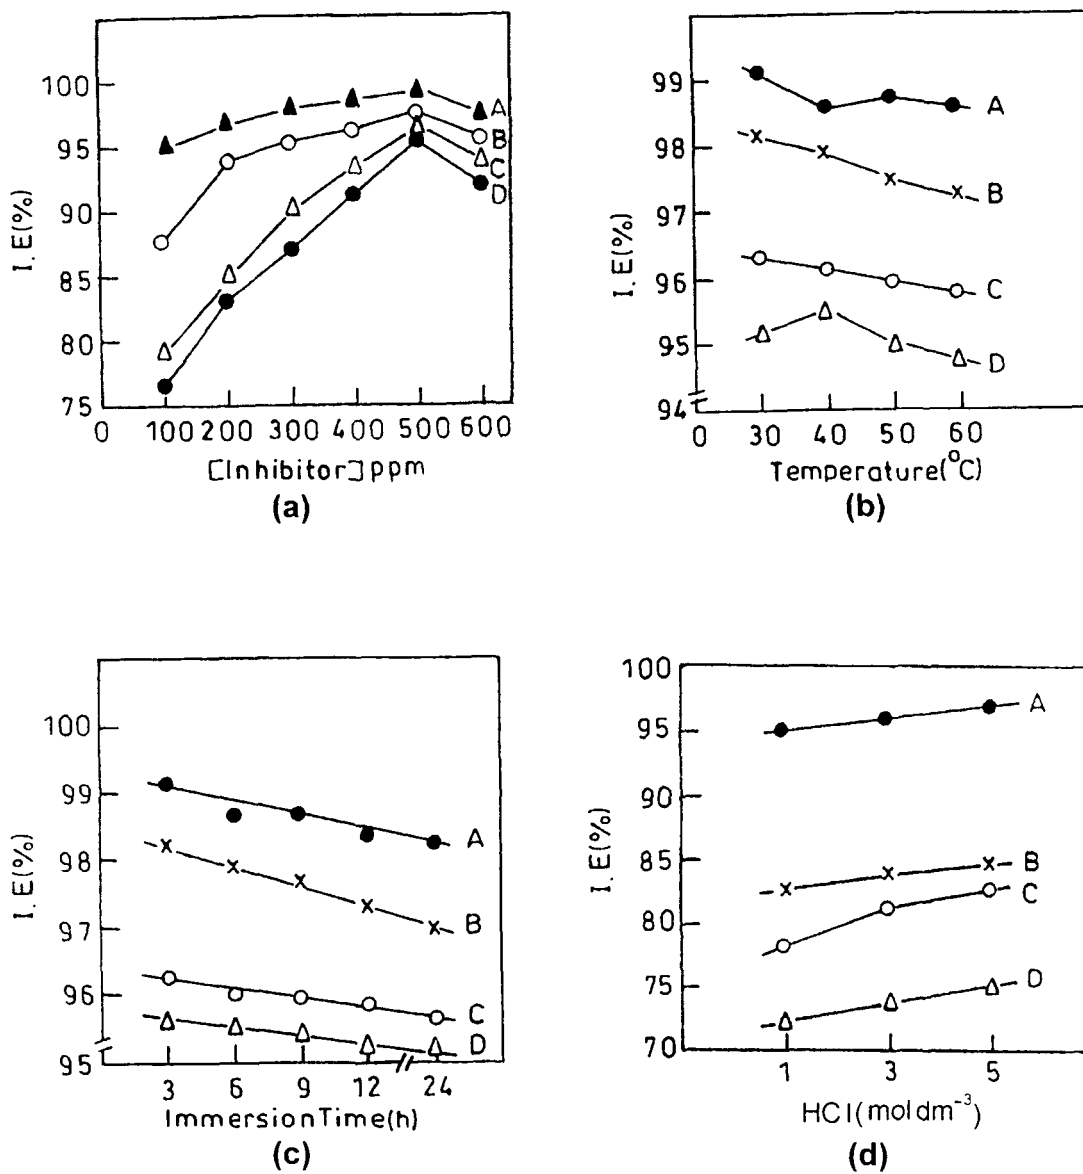 100
95
90
85
80
75
I.E(%)
A
B
C
D
0 100 200 300 400 500 600
[Inhibitor]ppm
(a)
99
98
97
96
95
94
I.E(%)
A
B
C
D
0 30 40 50 60
Temperature(°C)
(b)
100
99
98
97
96
95
I.E(%)
A
B
C
D
3 6 9 12 24
Immersion Time(h)
(c)
100
95
90
85
80
75
70
I.E(%)
A
B
C
D
1 3 5
HCl(mol dm⁻³)
(d)